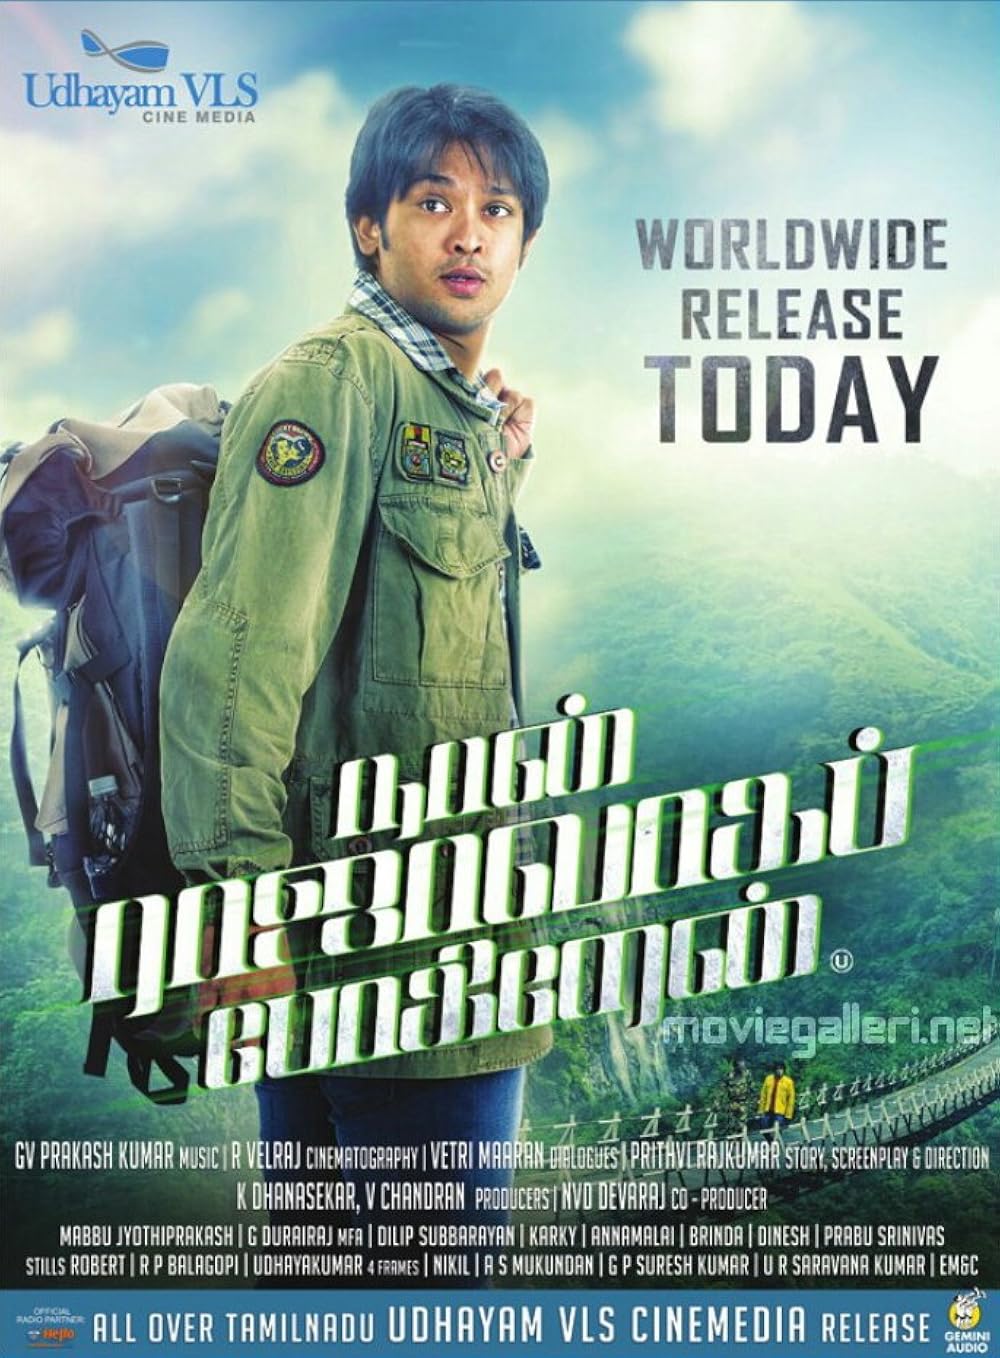 Udhayam VLS
CINE MEDIA
WORLDWIDE
RELEASE
TODAY
நான்
ராஜாவாகப்
போகிறேன்
U
moviegalleri.net
GV PRAKASH KUMAR MUSIC | R VELRAJ CINEMATOGRAPHY | VETRI MAARAN DIALOGUES | PRITHVI RAJKUMAR STORY, SCREENPLAY & DIRECTION
K DHANASEKAR, V CHANDRAN PRODUCERS | NVD DEVARAJ CO - PRODUCER
MABBU JYOTHIPRAKASH | G DURAIRAJ MFA | DILIP SUBBARAYAN | KARKY | ANNAMALAI | BRINDA | DINESH | PRABU SRINIVAS
STILLS ROBERT | R P BALAGOPI | UDHAYAKUMAR 4 FRAMES | NIKIL | A S MUKUNDAN | G P SURESH KUMAR | U R SARAVANA KUMAR | EM&C
OFFICIAL
RADIO PARTNER:
Hello
ALL OVER TAMILNADU UDHAYAM VLS CINEMEDIA RELEASE
GEMINI
AUDIO